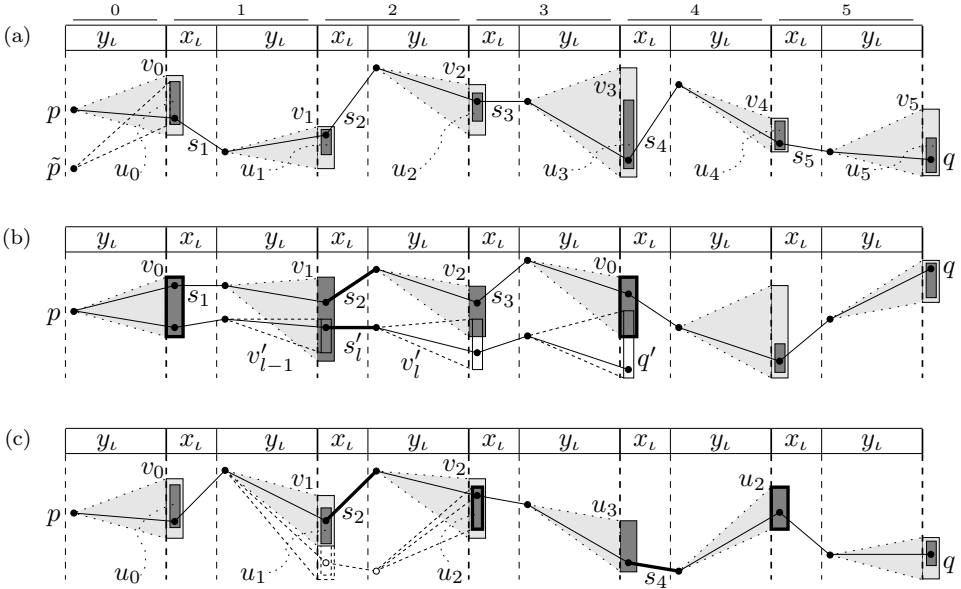 0 1 2 3 4 5
(a) y_ι x_ι y_ι x_ι y_ι x_ι y_ι x_ι y_ι x_ι y_ι
v_0 v_1 v_2 v_3 v_4 v_5
p s_1 s_2 s_3 s_4 s_5 q
p̃ u_0 u_1 u_2 u_3 u_4 u_5
(b) y_ι x_ι y_ι x_ι y_ι x_ι y_ι x_ι y_ι x_ι y_ι
v_0 v_1 v_2 v_0 q
p s_1 s_2 s_3
v'_{l-1} s'_l v'_l q'
(c) y_ι x_ι y_ι x_ι y_ι x_ι y_ι x_ι y_ι x_ι y_ι
v_0 v_1 v_2 u_3 u_2
p s_2 s_4 q
u_0 u_1 u_2